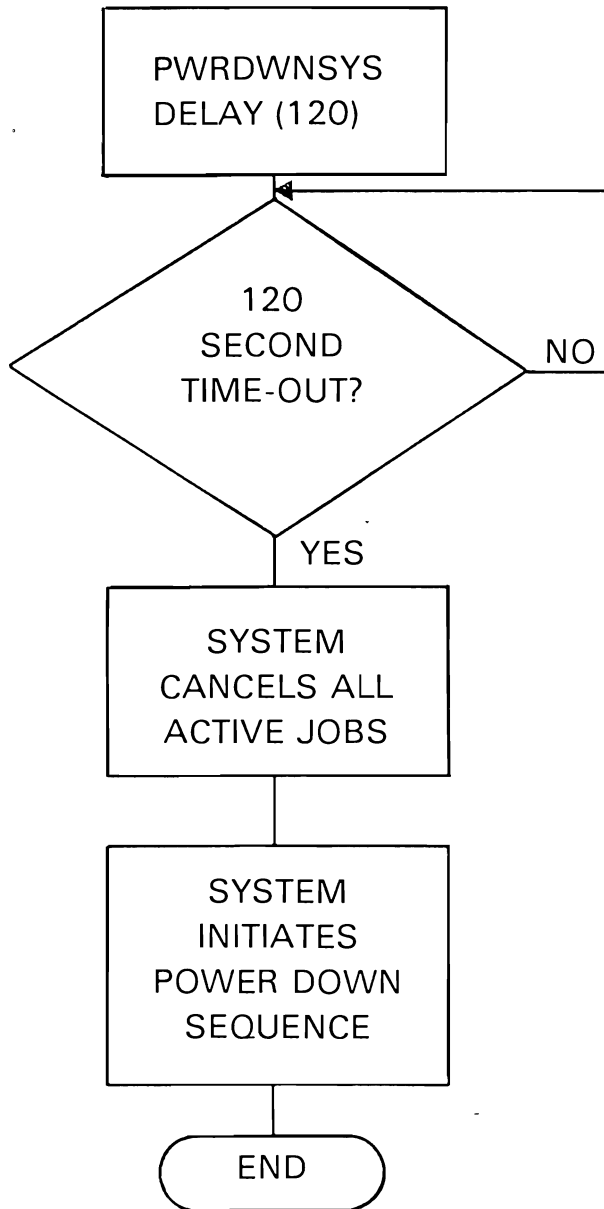 PWRDWNSYS
DELAY (120)
120
SECOND
TIME-OUT?
NO
YES
SYSTEM
CANCELS ALL
ACTIVE JOBS
SYSTEM
INITIATES
POWER DOWN
SEQUENCE
END